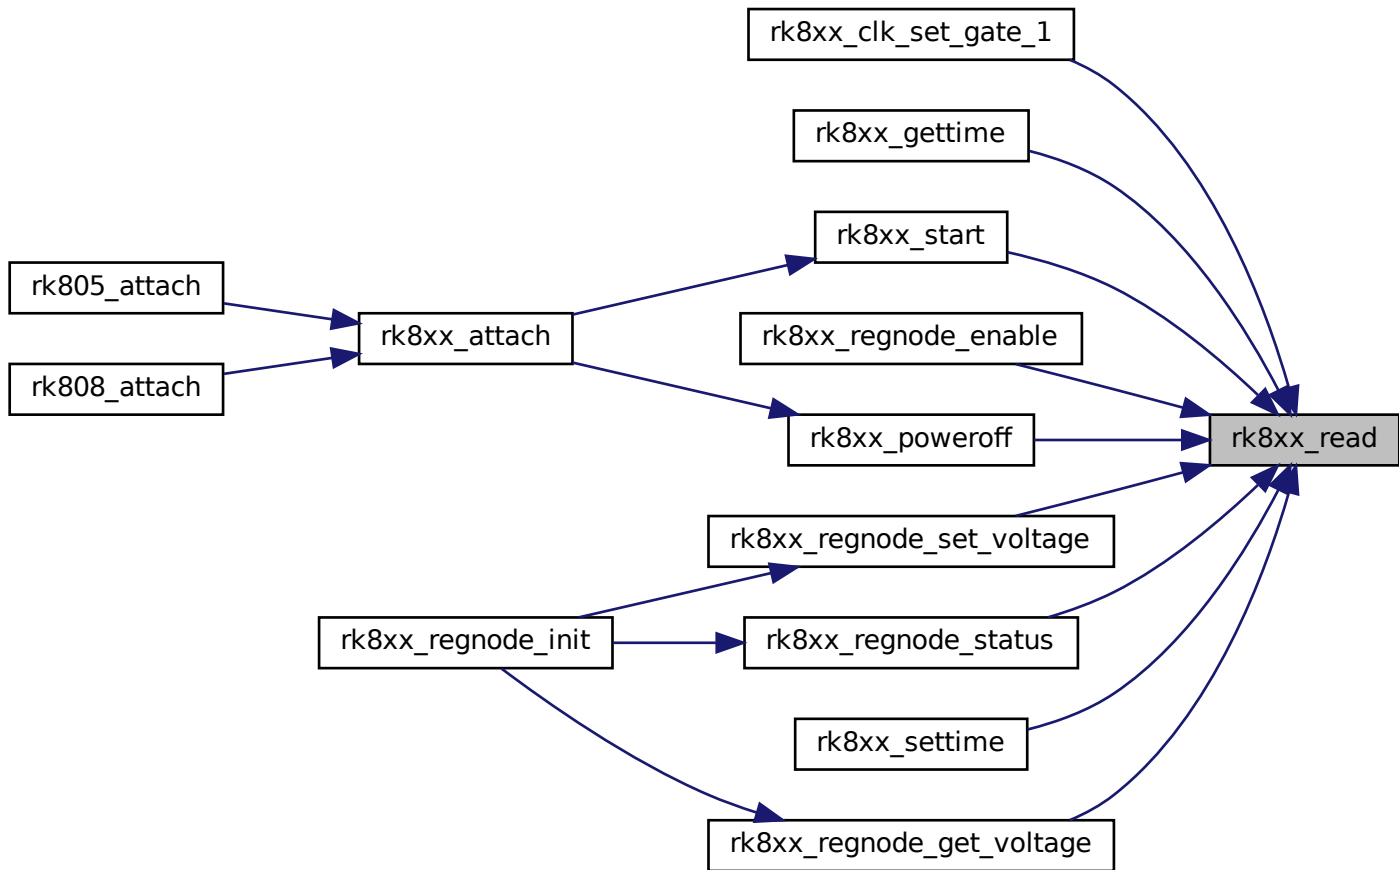 rk8xx_clk_set_gate_1
rk8xx_gettime
rk8xx_start
rk805_attach
rk8xx_attach
rk8xx_regnode_enable
rk808_attach
rk8xx_poweroff
rk8xx_read
rk8xx_regnode_set_voltage
rk8xx_regnode_init
rk8xx_regnode_status
rk8xx_settime
rk8xx_regnode_get_voltage